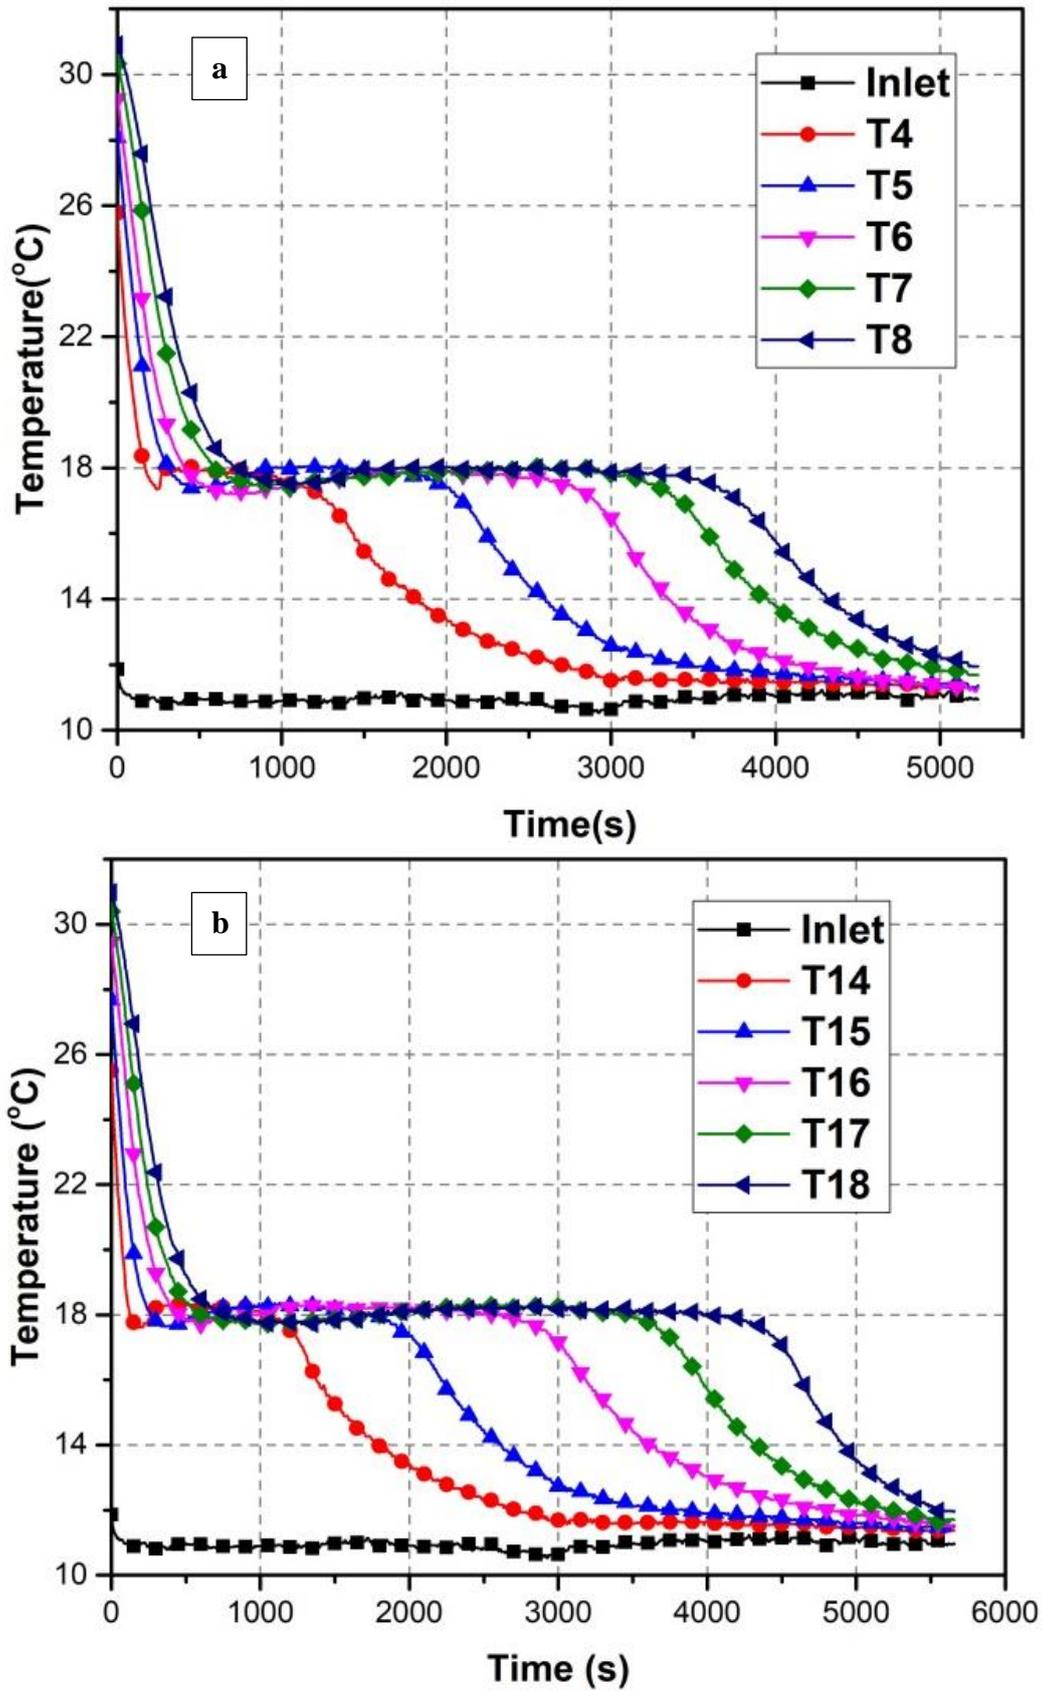 a
Temperature(°C)
30
26
22
18
14
10
Inlet
T4
T5
T6
T7
T8
0 1000 2000 3000 4000 5000
Time(s)
b
Temperature (°C)
30
26
22
18
14
10
Inlet
T14
T15
T16
T17
T18
0 1000 2000 3000 4000 5000 6000
Time (s)